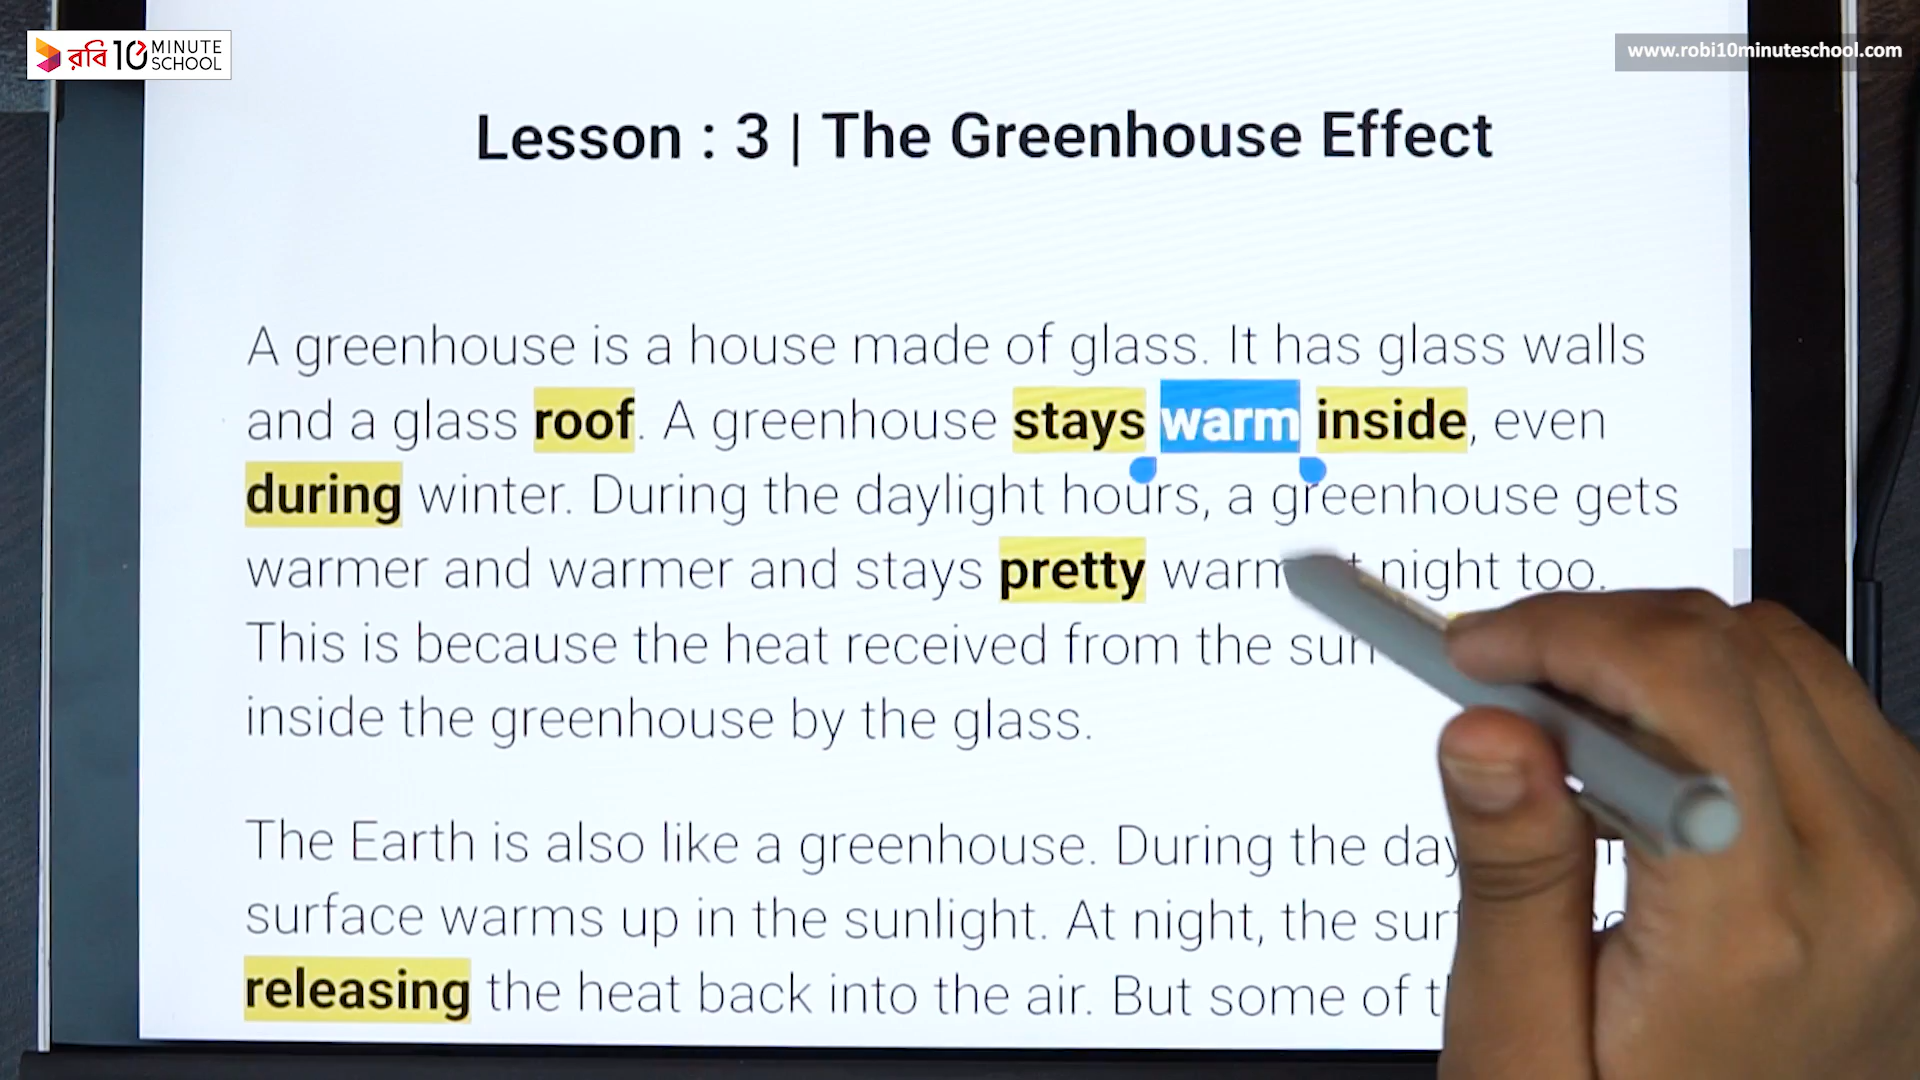 রবি 10 MINUTE SCHOOL
www.robi10minuteschool.com
Lesson : 3 | The Greenhouse Effect
A greenhouse is a house made of glass. It has glass walls
and a glass roof. A greenhouse stays warm inside, even
during winter. During the daylight hours, a greenhouse gets
warmer and warmer and stays pretty warm night too.
This is because the heat received from the sun
inside the greenhouse by the glass.
The Earth is also like a greenhouse. During the day
surface warms up in the sunlight. At night, the
releasing the heat back into the air. But some of